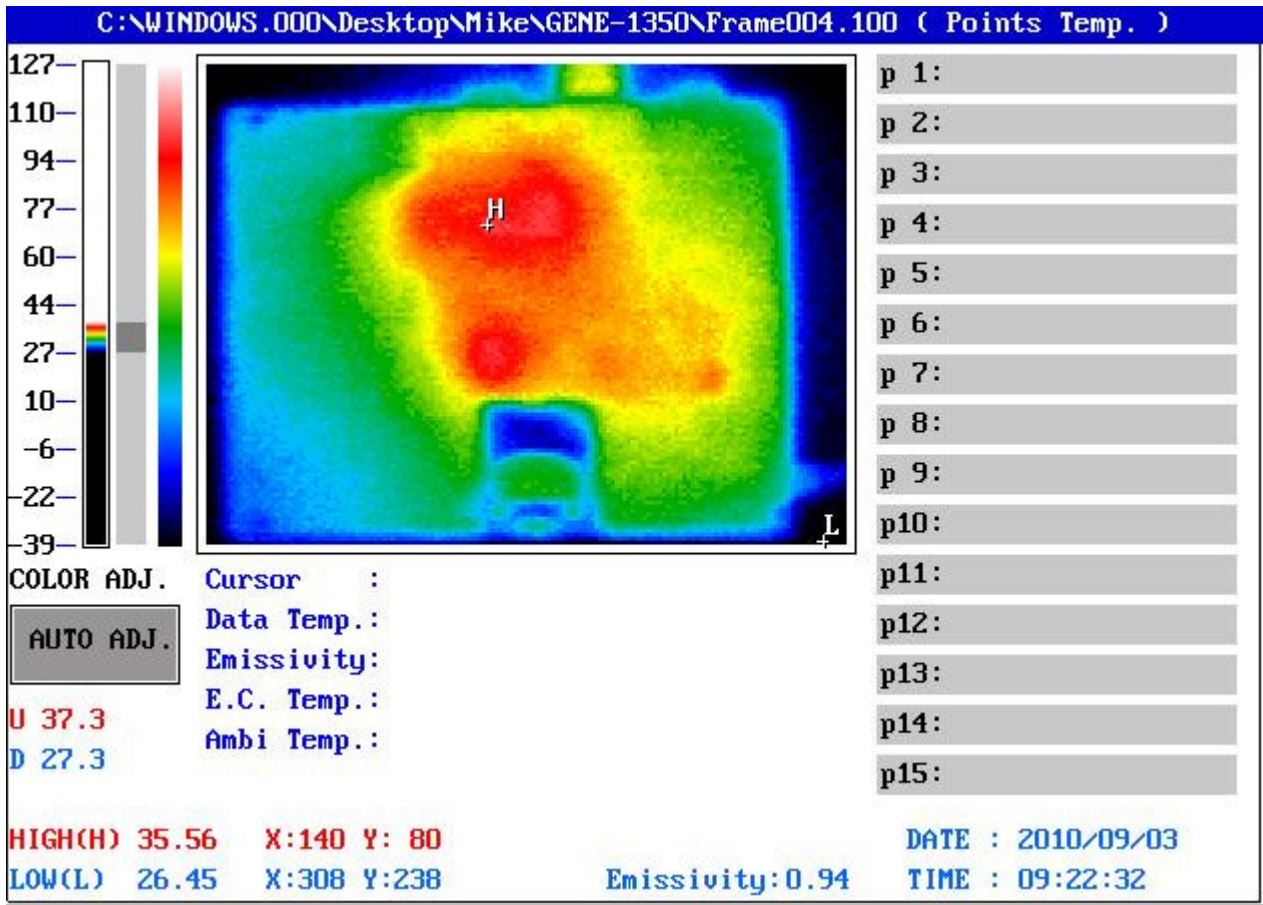 C:\WINDOWS.000\Desktop\Mike\GENE-1350\Frame004.100 ( Points Temp. )
127
110
94
77
60
44
27
10
-6
-22
-39
H
L
p 1:
p 2:
p 3:
p 4:
p 5:
p 6:
p 7:
p 8:
p 9:
p10:
p11:
p12:
p13:
p14:
p15:
COLOR ADJ.
AUTO ADJ.
U 37.3
D 27.3
Cursor :
Data Temp.:
Emissivity:
E.C. Temp.:
Ambi Temp.:
HIGH(H) 35.56 X:140 Y: 80
LOW(L) 26.45 X:308 Y:238
Emissivity:0.94
DATE : 2010/09/03
TIME : 09:22:32